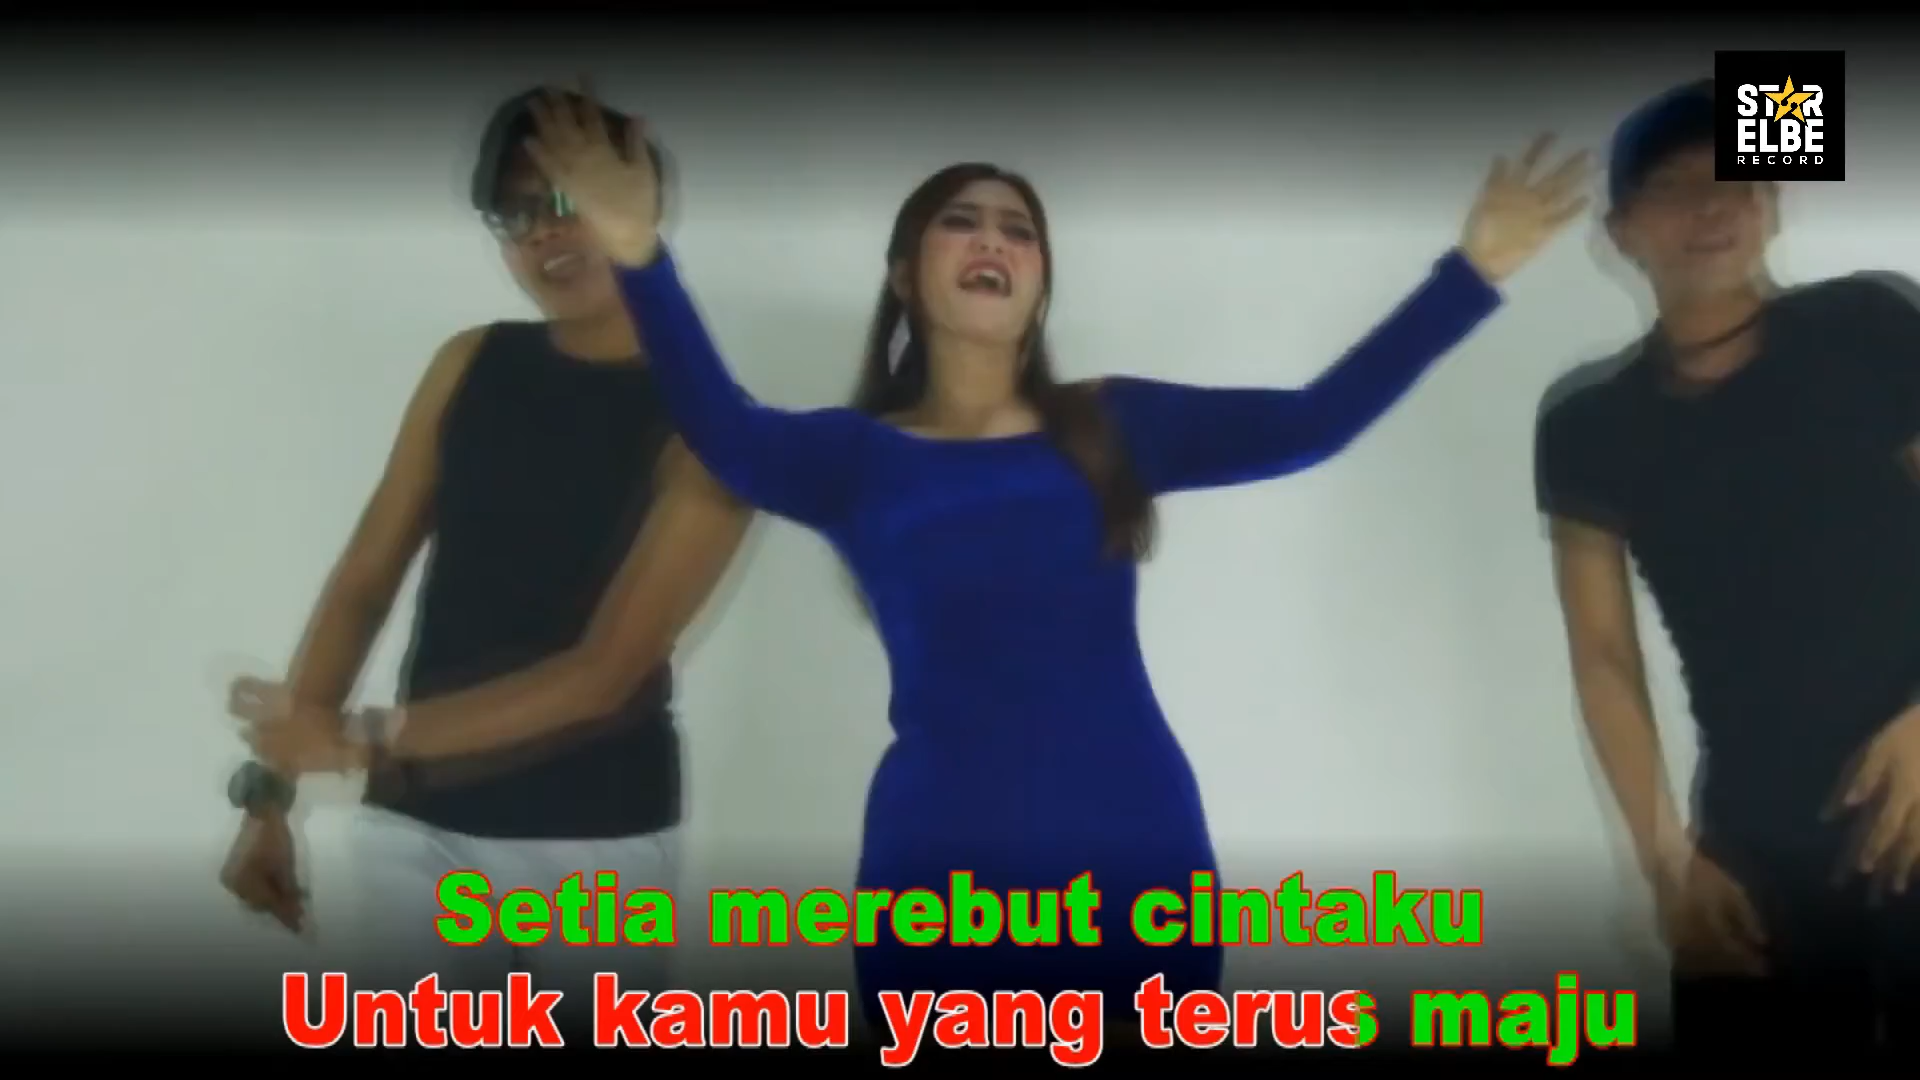 STAR
ELBE
RECORD
Setia merebut cintaku
Untuk kamu yang terus maju